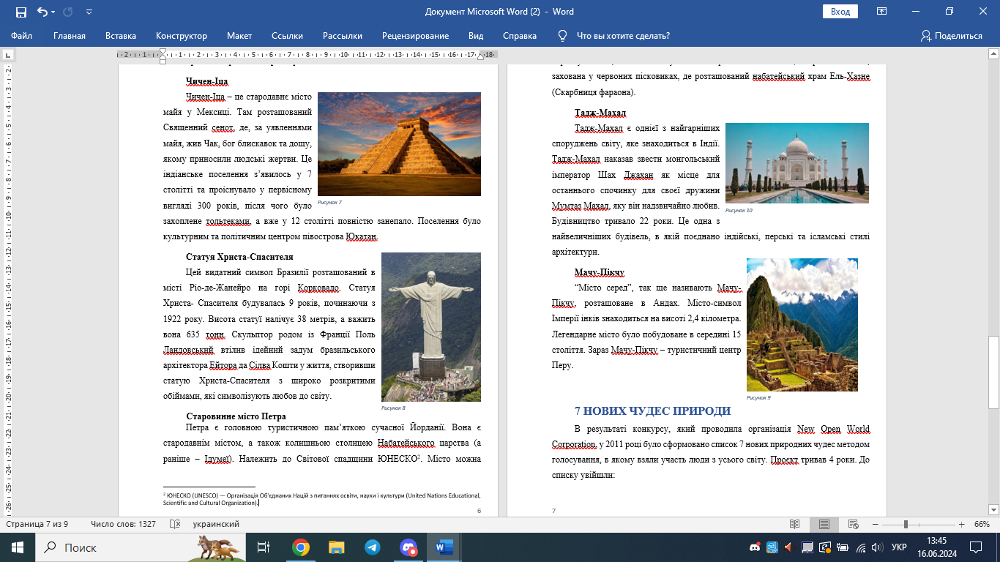 Документ Microsoft Word (2) - Word
Вход
Файл Главная Вставка Конструктор Макет Ссылки Рассылки Рецензирование Вид Справка Что вы хотите сделать? Поделиться
Чичен-Іца
Чичен-Іца – це стародавнє місто
майя у Мексиці. Там розташований
Священний сенот, де, за уявленнями
майя, жив Чак, бог блискавок та дощу,
якому приносили людські жертви. Це
індіанське поселення з’явилось у 7
столітті та проіснувало у первісному
вигляді 300 років, після чого було
захоплене тольтеками, а вже у 12 столітті повністю занепало. Поселення було
культурним та політичним центром півострова Юкатан.
Рисунок 7
Статуя Христа-Спасителя
Цей видатний символ Бразилії розташований в
місті Ріо-де-Жанейро на горі Корковадо. Статуя
Христа- Спасителя будувалась 9 років, починаючи з
1922 року. Висота статуї налічує 38 метрів, а важить
вона 635 тонн. Скульптор родом із Франції Поль
Ландовський втілив ідейний задум бразильського
архітектора Ейтора да Сілва Кошти у життя, створивши
статую Христа-Спасителя з широко розкритими
обіймами, які символізують любов до світу.
Рисунок 8
Старовинне місто Петра
Петра є головною туристичною пам’яткою сучасної Йорданії. Вона є
стародавнім містом, а також колишньою столицею Набатейського царства (а
раніше – Ідумеї). Належить до Світової спадщини ЮНЕСКО². Місто можна
² ЮНЕСКО (UNESCO) — Організація Об'єднаних Націй з питаннях освіти, науки і культури (United Nations Educational,
Scientific and Cultural Organization).
6
захована у червоних пісковиках, де розташований набатейський храм Ель-Хазне
(Скарбниця фараона).
Тадж-Махал
Тадж-Махал є однієї з найгарніших
споруджень світу, яке знаходиться в Індії.
Тадж-Махал наказав звести монгольський
імператор Шах Джахан як місце для
останнього спочинку для своєї дружини
Мумтаз Махал, яку він надзвичайно любив.
Будівництво тривало 22 роки. Це одна з
найвеличніших будівель, в якій поєднано індійські, перські та ісламські стилі
архітектури.
Рисунок 10
Мачу-Пікчу
“Місто серед”, так ще називають Мачу-
Пікчу, розташоване в Андах. Місто-символ
Імперії інків знаходиться на висоті 2,4 кілометра.
Легендарне місто було побудоване в середині 15
століття. Зараз Мачу-Пікчу – туристичний центр
Перу.
Рисунок 9
7 НОВИХ ЧУДЕС ПРИРОДИ
В результаті конкурсу, який проводила організація New Open World
Corporation, у 2011 році було сформовано список 7 нових природних чудес методом
голосування, в якому взяли участь люди з усього світу. Проєкт тривав 4 роки. До
списку увійшли:
7
Страница 7 из 9 Число слов: 1327 украинский 66%
Поиск
УКР
13:45
16.06.2024